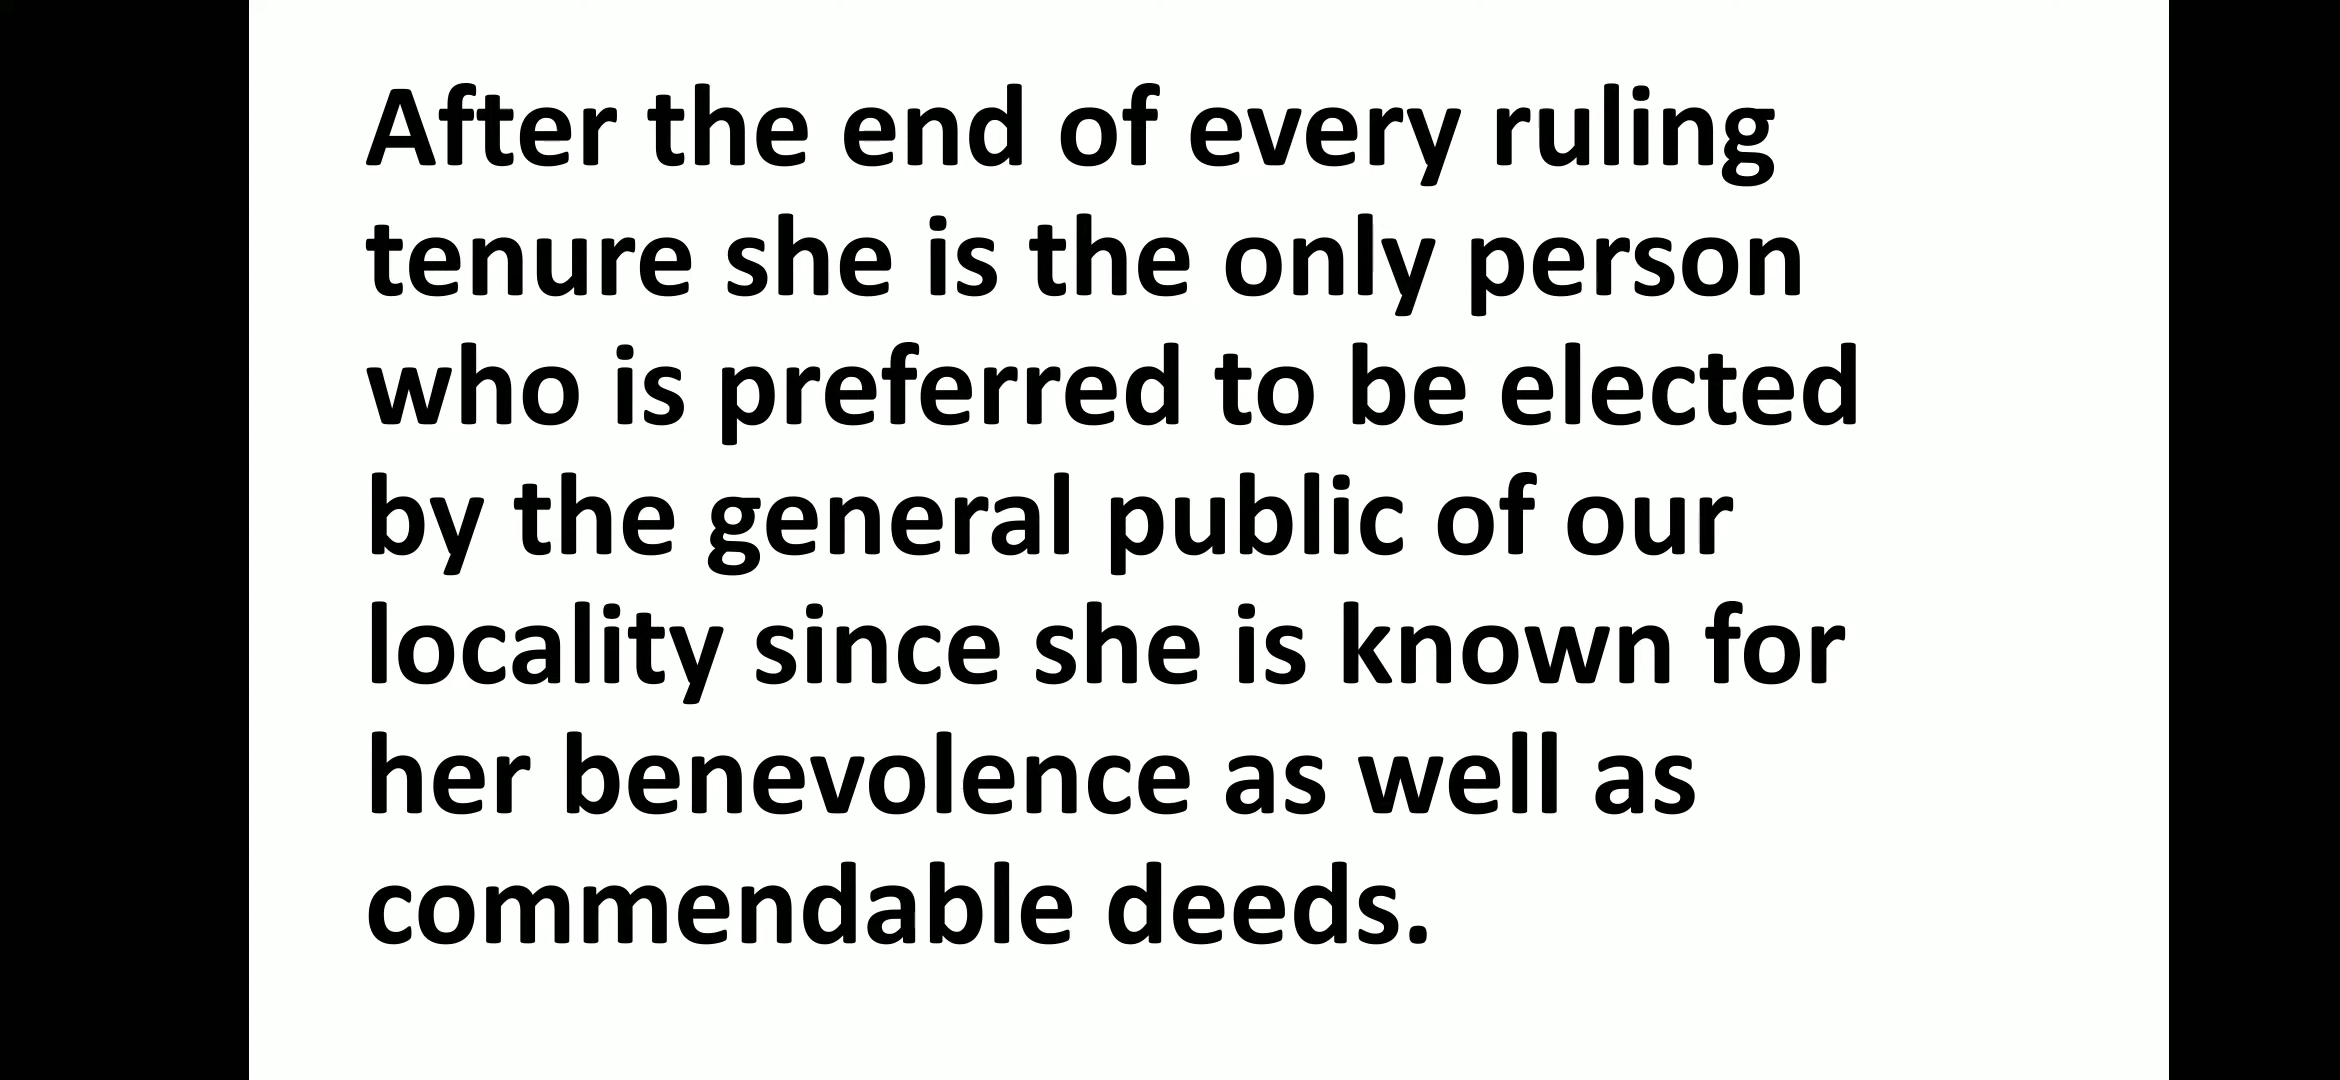 After the end of every ruling
tenure she is the only person
who is preferred to be elected
by the general public of our
locality since she is known for
her benevolence as well as
commendable deeds.